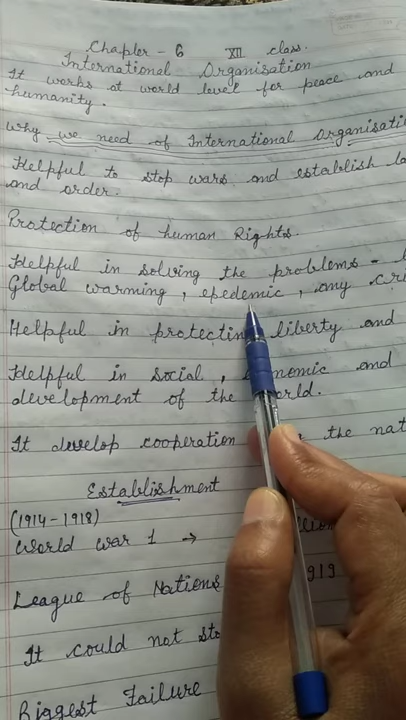 Chapter - 6 XII class.
International Organisation
It works at world level for peace and
humanity.
Why we need of International Organisati
Helpful to stop wars and establish la
and order.
Protection of human Rights.
Helpful in solving the problems -
Global warming, epedemic, any cri
Helpful in protectin liberty and
Helpful in social, nomic and
development of the orld.
It develop cooperation the nat
Establishment
(1914-1918)
World War 1 →
League of Nations 919
It could not sto
Biggest Failure